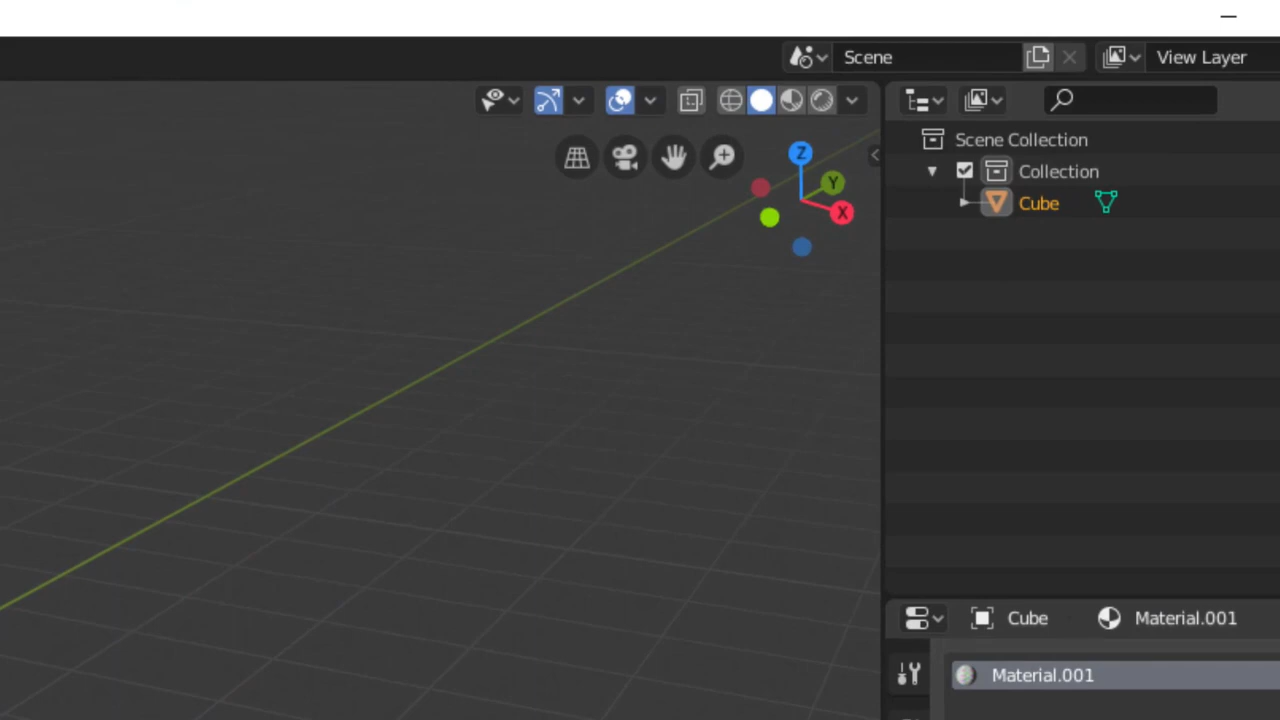 Scene
View Layer
Z
Y
X
Scene Collection
Collection
Cube
Cube
Material.001
Material.001